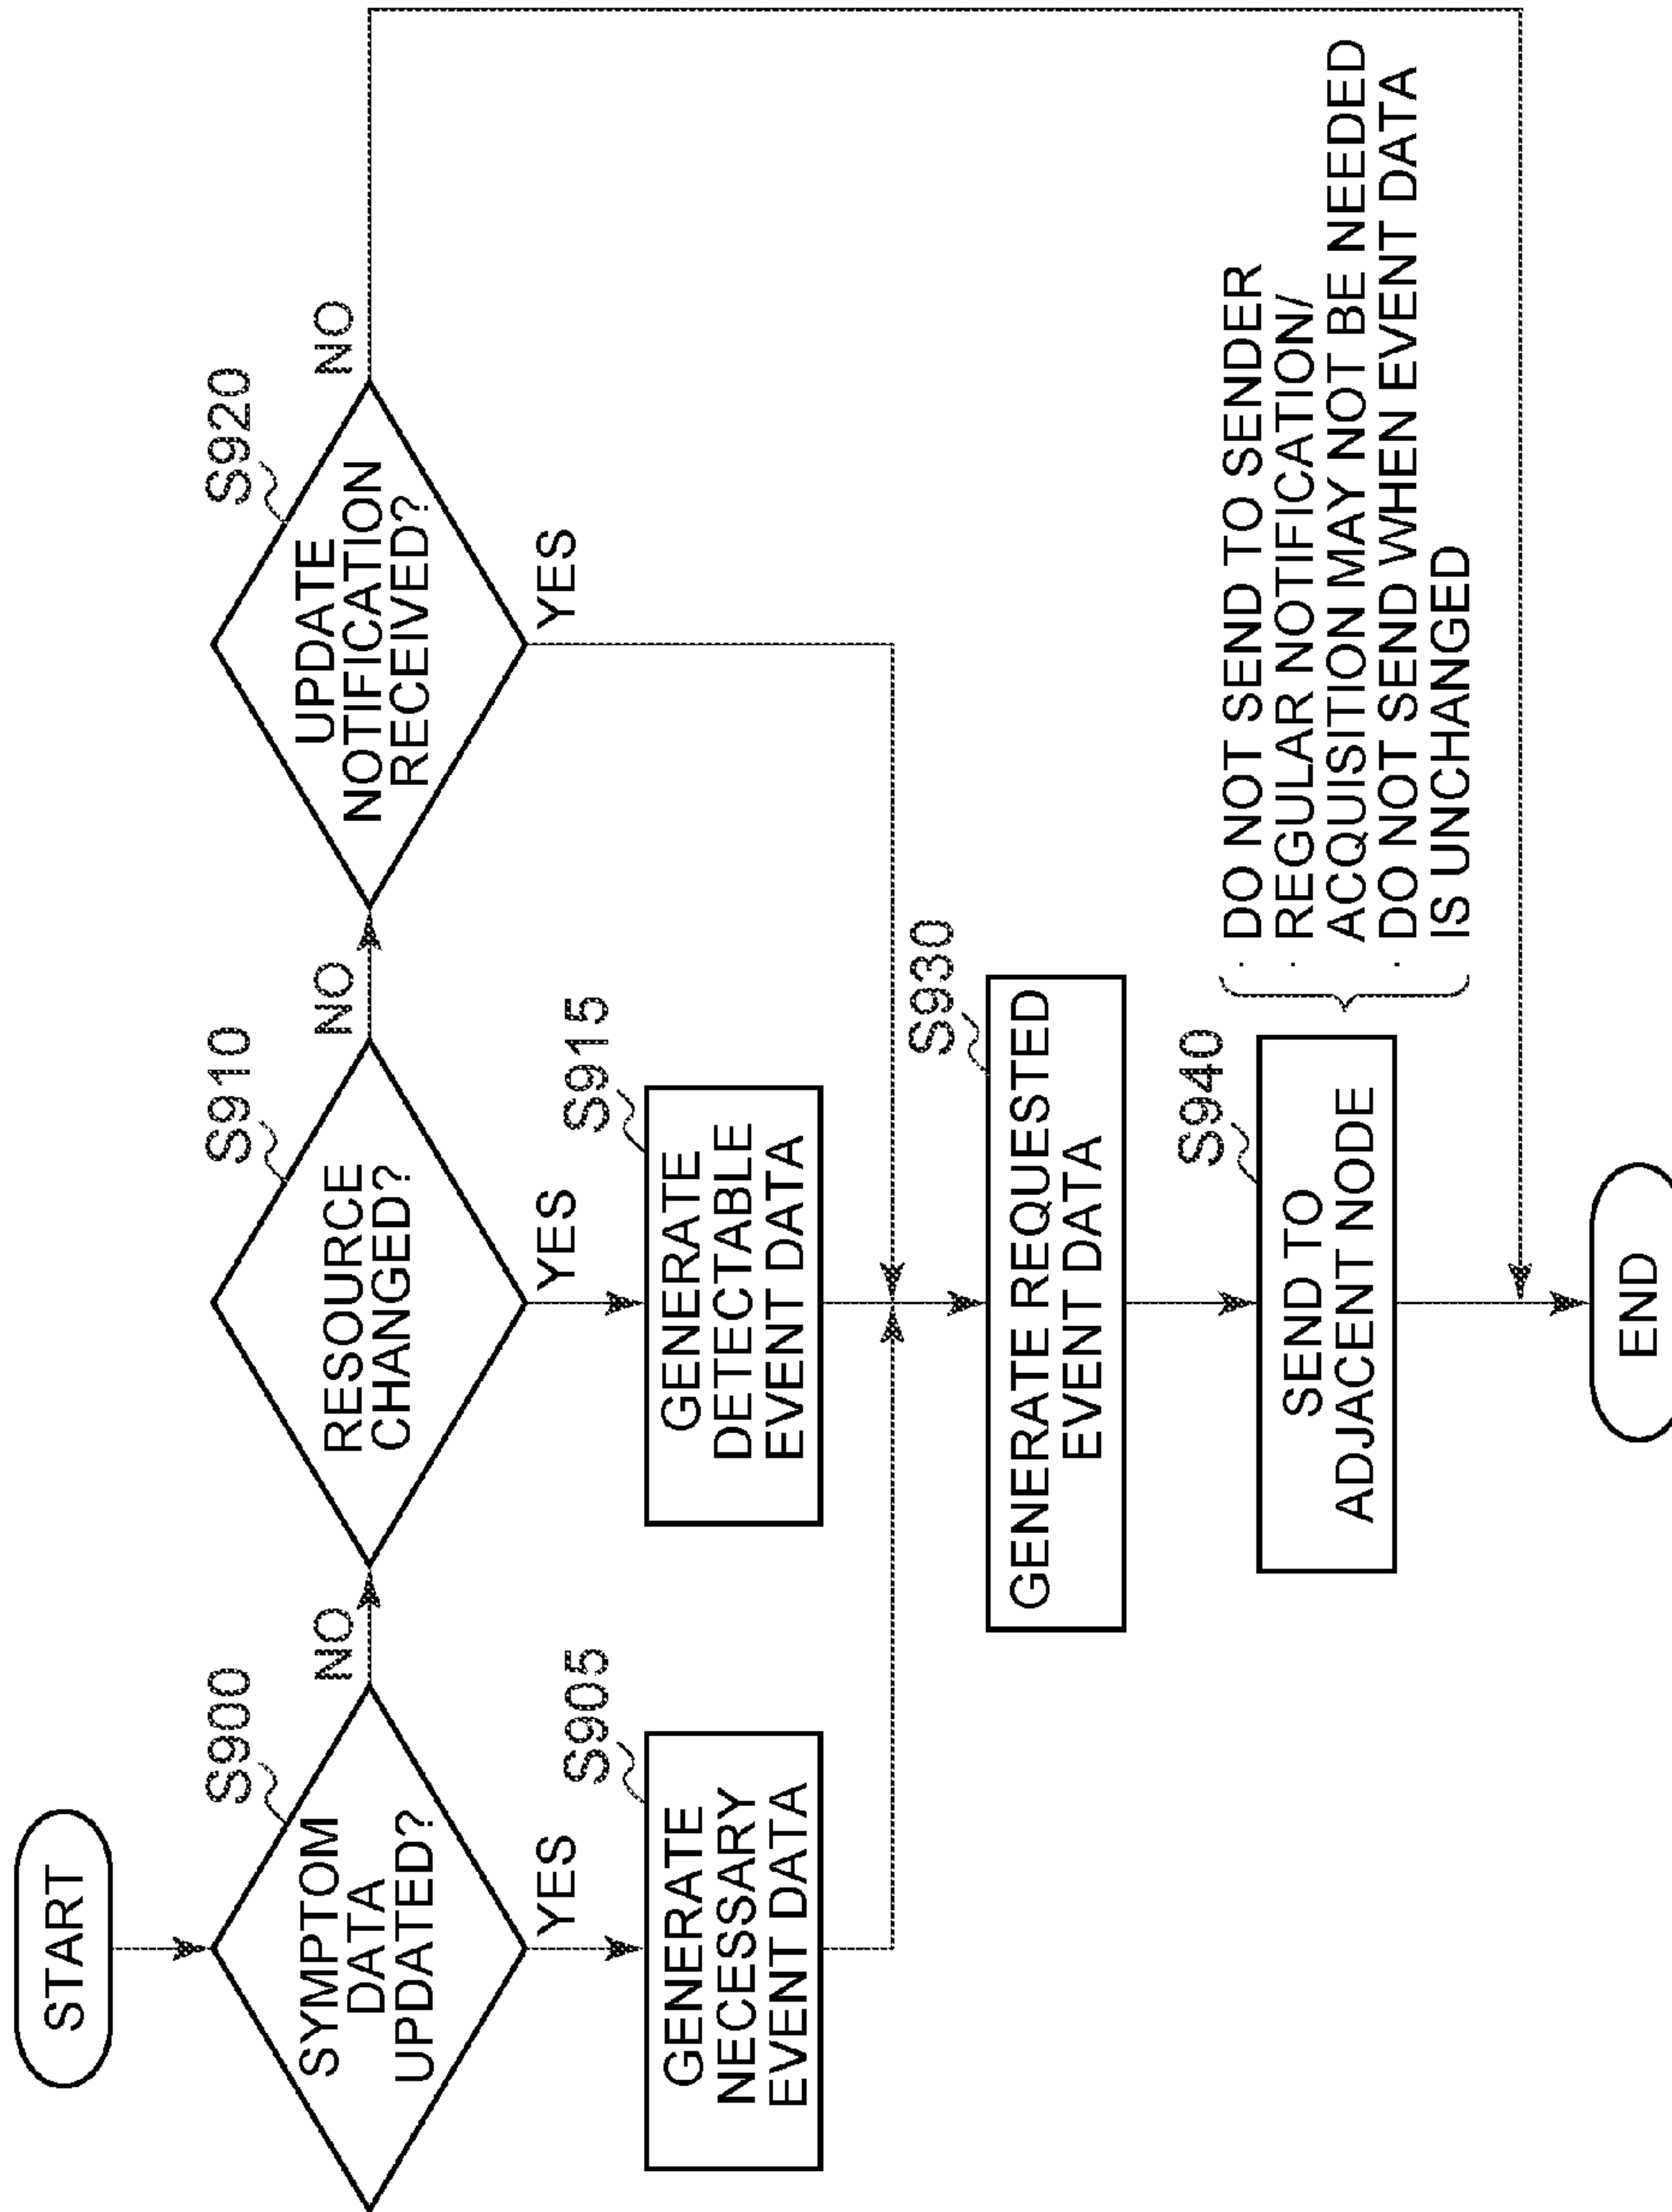 START
S900
SYMPTOM
DATA
UPDATED?
NO
YES
S905
GENERATE
NECESSARY
EVENT DATA
S910
RESOURCE
CHANGED?
NO
YES
S915
GENERATE
DETECTABLE
EVENT DATA
S920
UPDATE
NOTIFICATION
RECEIVED?
NO
YES
S930
GENERATE REQUESTED
EVENT DATA
S940
SEND TO
ADJACENT NODE
· DO NOT SEND TO SENDER
· REGULAR NOTIFICATION/
ACQUISITION MAY NOT BE NEEDED
· DO NOT SEND WHEN EVENT DATA
IS UNCHANGED
END